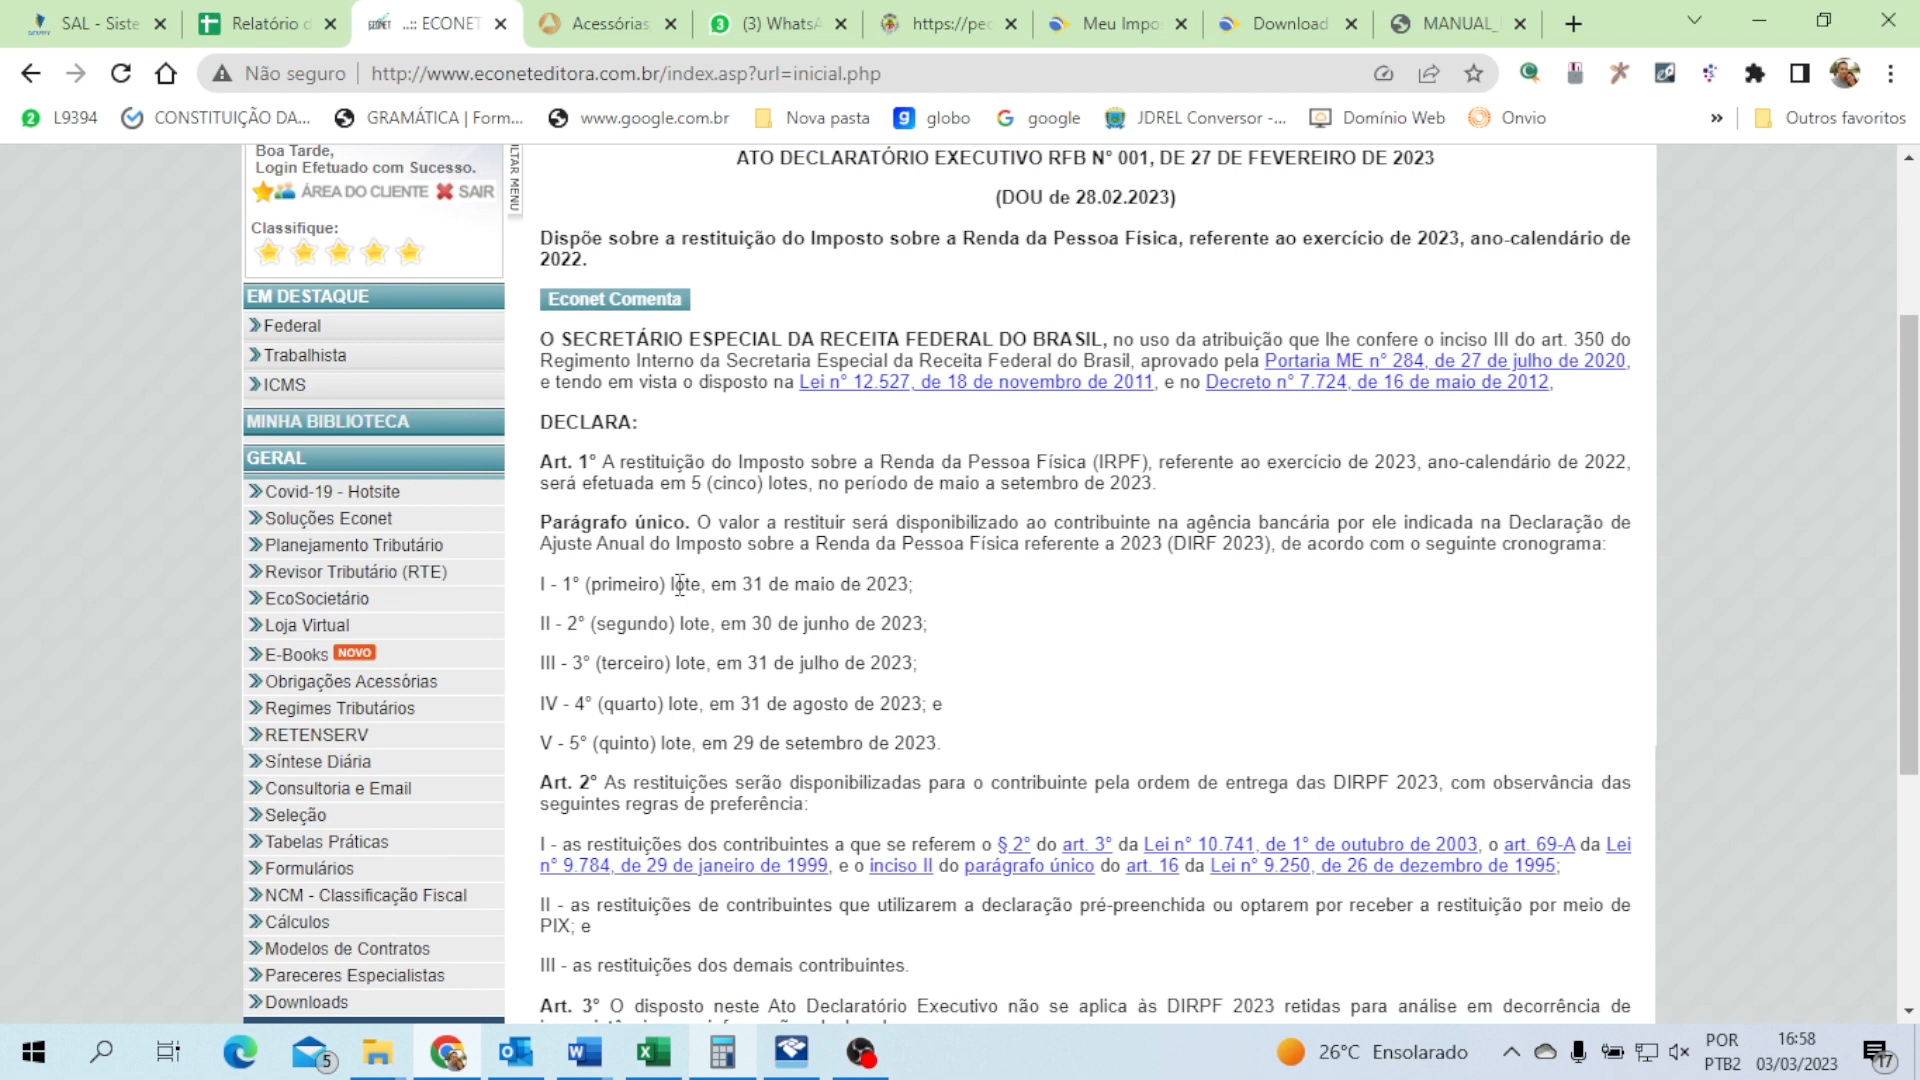 SAL - Siste
Relatório d
..:: ECONET
Acessórias
(3) WhatsA
https://pec
Meu Impo
Download
MANUAL_
Não seguro
http://www.econeteditora.com.br/index.asp?url=inicial.php
L9394
CONSTITUIÇÃO DA...
GRAMÁTICA | Form...
www.google.com.br
Nova pasta
globo
google
JDREL Conversor -...
Domínio Web
Onvio
»
Outros favoritos
Boa Tarde,
Login Efetuado com Sucesso.
ÁREA DO CLIENTE SAIR
Classifique:
EM DESTAQUE
Federal
Trabalhista
ICMS
MINHA BIBLIOTECA
GERAL
Covid-19 - Hotsite
Soluções Econet
Planejamento Tributário
Revisor Tributário (RTE)
EcoSocietário
Loja Virtual
E-Books NOVO
Obrigações Acessórias
Regimes Tributários
RETENSERV
Síntese Diária
Consultoria e Email
Seleção
Tabelas Práticas
Formulários
NCM - Classificação Fiscal
Cálculos
Modelos de Contratos
Pareceres Especialistas
Downloads
MENU
ATO DECLARATÓRIO EXECUTIVO RFB N° 001, DE 27 DE FEVEREIRO DE 2023
(DOU de 28.02.2023)
Dispõe sobre a restituição do Imposto sobre a Renda da Pessoa Física, referente ao exercício de 2023, ano-calendário de
2022.
Econet Comenta
O SECRETÁRIO ESPECIAL DA RECEITA FEDERAL DO BRASIL, no uso da atribuição que lhe confere o inciso III do art. 350 do
Regimento Interno da Secretaria Especial da Receita Federal do Brasil, aprovado pela Portaria ME n° 284, de 27 de julho de 2020,
e tendo em vista o disposto na Lei n° 12.527, de 18 de novembro de 2011, e no Decreto n° 7.724, de 16 de maio de 2012,
DECLARA:
Art. 1° A restituição do Imposto sobre a Renda da Pessoa Física (IRPF), referente ao exercício de 2023, ano-calendário de 2022,
será efetuada em 5 (cinco) lotes, no período de maio a setembro de 2023.
Parágrafo único. O valor a restituir será disponibilizado ao contribuinte na agência bancária por ele indicada na Declaração de
Ajuste Anual do Imposto sobre a Renda da Pessoa Física referente a 2023 (DIRF 2023), de acordo com o seguinte cronograma:
I - 1° (primeiro) lote, em 31 de maio de 2023;
II - 2° (segundo) lote, em 30 de junho de 2023;
III - 3° (terceiro) lote, em 31 de julho de 2023;
IV - 4° (quarto) lote, em 31 de agosto de 2023; e
V - 5° (quinto) lote, em 29 de setembro de 2023.
Art. 2° As restituições serão disponibilizadas para o contribuinte pela ordem de entrega das DIRPF 2023, com observância das
seguintes regras de preferência:
I - as restituições dos contribuintes a que se referem o § 2° do art. 3° da Lei n° 10.741, de 1° de outubro de 2003, o art. 69-A da Lei
n° 9.784, de 29 de janeiro de 1999, e o inciso II do parágrafo único do art. 16 da Lei n° 9.250, de 26 de dezembro de 1995;
II - as restituições de contribuintes que utilizarem a declaração pré-preenchida ou optarem por receber a restituição por meio de
PIX; e
III - as restituições dos demais contribuintes.
Art. 3° O disposto neste Ato Declaratório Executivo não se aplica às DIRPF 2023 retidas para análise em decorrência de
5
26°C Ensolarado
POR
PTB2
16:58
03/03/2023
17